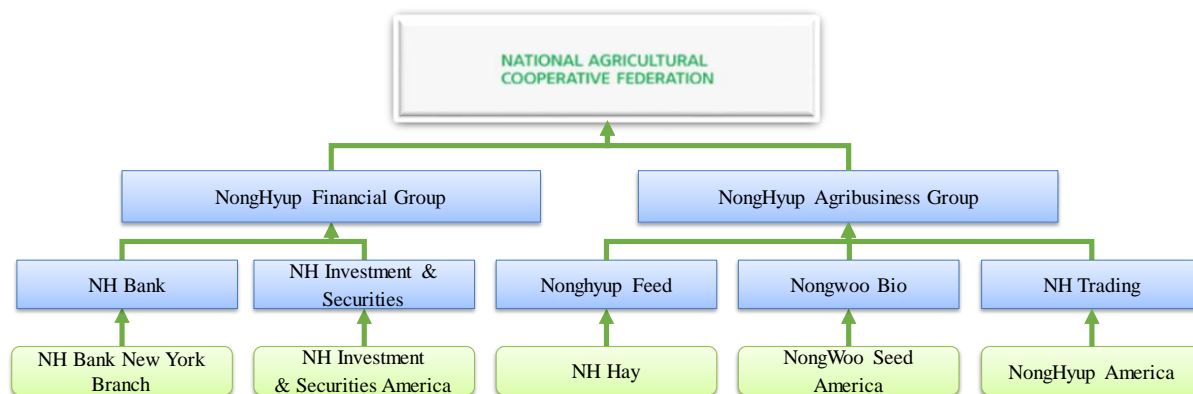 NATIONAL AGRICULTURAL
COOPERATIVE FEDERATION
NongHyup Financial Group
NongHyup Agribusiness Group
NH Bank
NH Investment &
Securities
Nonghyup Feed
Nongwoo Bio
NH Trading
NH Bank New York
Branch
NH Investment
& Securities America
NH Hay
NongWoo Seed
America
NongHyup America